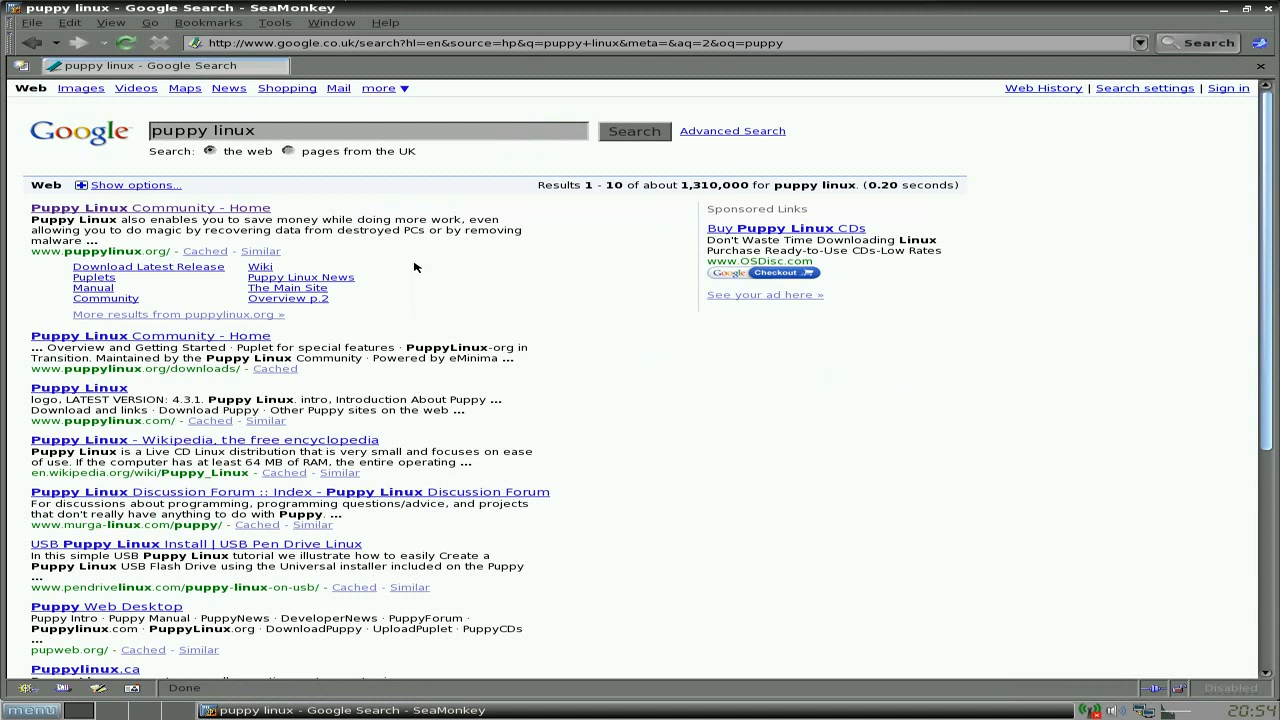 puppy linux - Google Search - SeaMonkey
File Edit View Go Bookmarks Tools Window Help
http://www.google.co.uk/search?hl=en&source=hp&q=puppy+linux&meta=&aq=2&oq=puppy
Search
puppy linux - Google Search
Web Images Videos Maps News Shopping Mail more ▼
Web History | Search settings | Sign in
Google puppy linux Search Advanced Search
Search: the web pages from the UK
Web Show options...
Results 1 - 10 of about 1,310,000 for puppy linux. (0.20 seconds)
Puppy Linux Community - Home
Puppy Linux also enables you to save money while doing more work, even
allowing you to do magic by recovering data from destroyed PCs or by removing
malware ...
www.puppylinux.org/ - Cached - Similar
Download Latest Release Wiki
Puplets Puppy Linux News
Manual The Main Site
Community Overview p.2
More results from puppylinux.org »
Puppy Linux Community - Home
... Overview and Getting Started · Puplet for special features · PuppyLinux-org in
Transition. Maintained by the Puppy Linux Community · Powered by eMinima ...
www.puppylinux.org/downloads/ - Cached
Puppy Linux
logo, LATEST VERSION: 4.3.1. Puppy Linux. intro, Introduction About Puppy ...
Download and links · Download Puppy · Other Puppy sites on the web ...
www.puppylinux.com/ - Cached - Similar
Puppy Linux - Wikipedia, the free encyclopedia
Puppy Linux is a Live CD Linux distribution that is very small and focuses on ease
of use. If the computer has at least 64 MB of RAM, the entire operating ...
en.wikipedia.org/wiki/Puppy_Linux - Cached - Similar
Puppy Linux Discussion Forum :: Index - Puppy Linux Discussion Forum
For discussions about programming, programming questions/advice, and projects
that don't really have anything to do with Puppy. ...
www.murga-linux.com/puppy/ - Cached - Similar
USB Puppy Linux Install | USB Pen Drive Linux
In this simple USB Puppy Linux tutorial we illustrate how to easily Create a
Puppy Linux USB Flash Drive using the Universal installer included on the Puppy
...
www.pendrivelinux.com/puppy-linux-on-usb/ - Cached - Similar
Puppy Web Desktop
Puppy Intro · Puppy Manual · PuppyNews · DeveloperNews · PuppyForum ·
Puppylinux.com · PuppyLinux.org · DownloadPuppy · UploadPuplet · PuppyCDs
...
pupweb.org/ - Cached - Similar
Puppylinux.ca
Sponsored Links
Buy Puppy Linux CDs
Don't Waste Time Downloading Linux
Purchase Ready-to-Use CDs-Low Rates
www.OSDisc.com
Google Checkout
See your ad here »
Done
Disabled
menu
puppy linux - Google Search - SeaMonkey
20:54